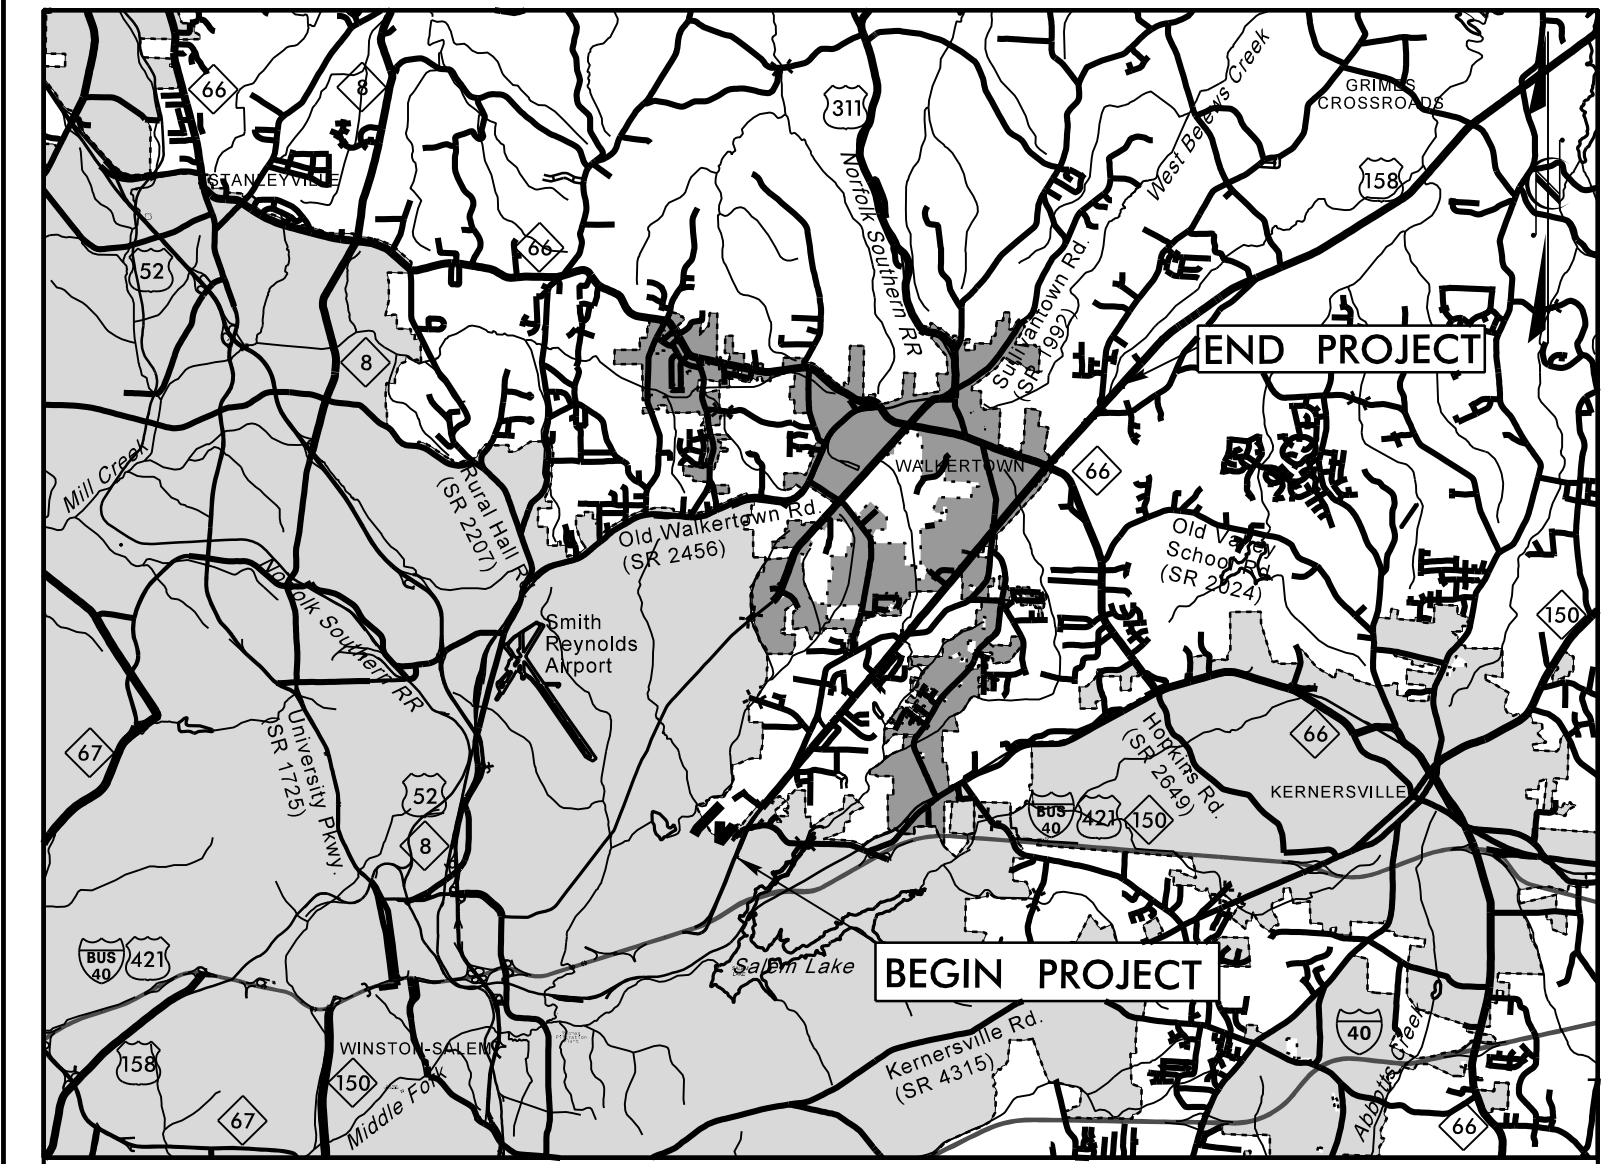 66
8
311
GRIMES
CROSSROADS
West Belews Creek
STANLEYVILLE
158
Norfolk Southern RR
66
52
Sullivantown Rd.
(SR 1992)
END PROJECT
8
Mill Creek
Rural Hall R
(SR 2207)
WALKERTOWN
66
Old Walkertown Rd.
(SR 2456)
Old Valley
School Rd.
(SR 2024)
Norfolk Southern RR
Smith
Reynolds
Airport
150
67
University Pkwy.
(SR 1725)
Hopkins Rd.
(SR 2649)
66
52
KERNERSVILLE
BUS
40
421
150
8
BUS
40
421
Salem Lake
BEGIN PROJECT
N
Kernersville Rd.
(SR 4315)
40
Abbotts Creek
WINSTON-SALEM
158
150
Middle Fork
67
66